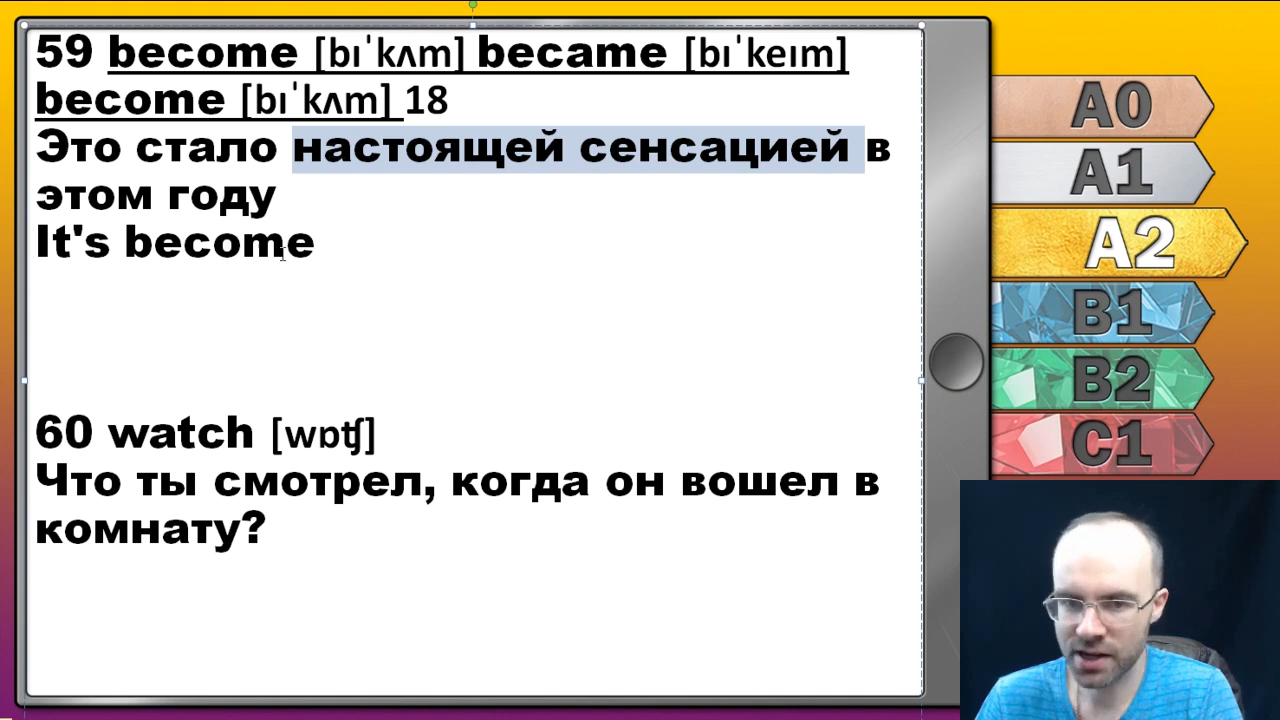 59 become [bɪˈkʌm] became [bɪˈkeɪm]
become [bɪˈkʌm] 18
Это стало настоящей сенсацией в
этом году
It's become
60 watch [wɒʧ]
Что ты смотрел, когда он вошел в
комнату?
A0
A1
A2
B1
B2
C1